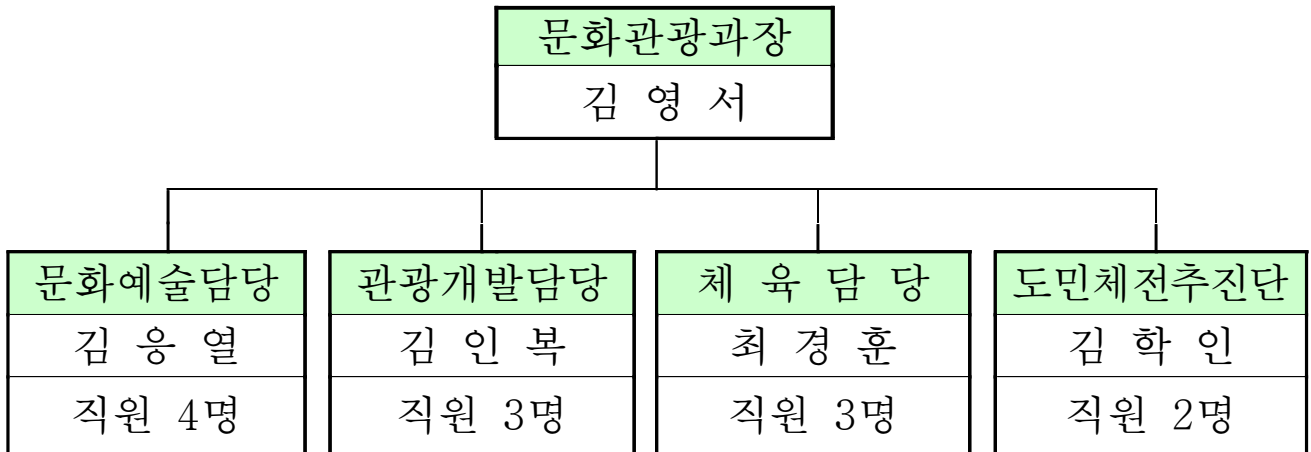 문화관광과장
김 영 서
문화예술담당 관광개발담당 체 육 담 당 도민체전추진단
김 응 열 김 인 복 최 경 훈 김 학 인
직원 4명 직원 3명 직원 3명 직원 2명